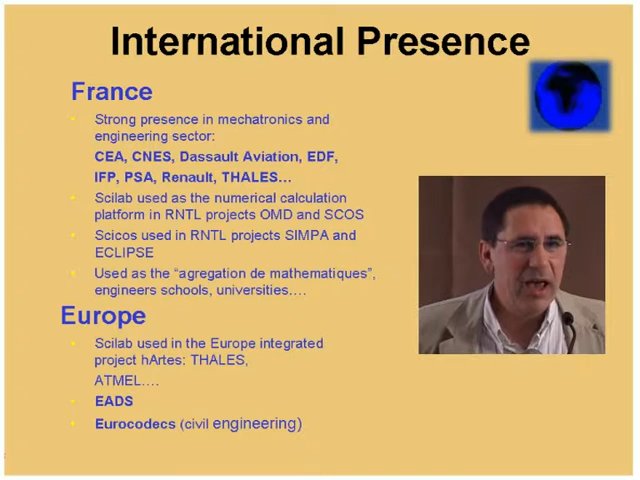 International Presence
France
Strong presence in mechatronics and
engineering sector:
CEA, CNES, Dassault Aviation, EDF,
IFP, PSA, Renault, THALES…
Scilab used as the numerical calculation
platform in RNTL projects OMD and SCOS
Scicos used in RNTL projects SIMPA and
ECLIPSE
Used as the “agregation de mathematiques”,
engineers schools, universities….
Europe
Scilab used in the Europe integrated
project hArtes: THALES,
ATMEL….
EADS
Eurocodecs (civil engineering)